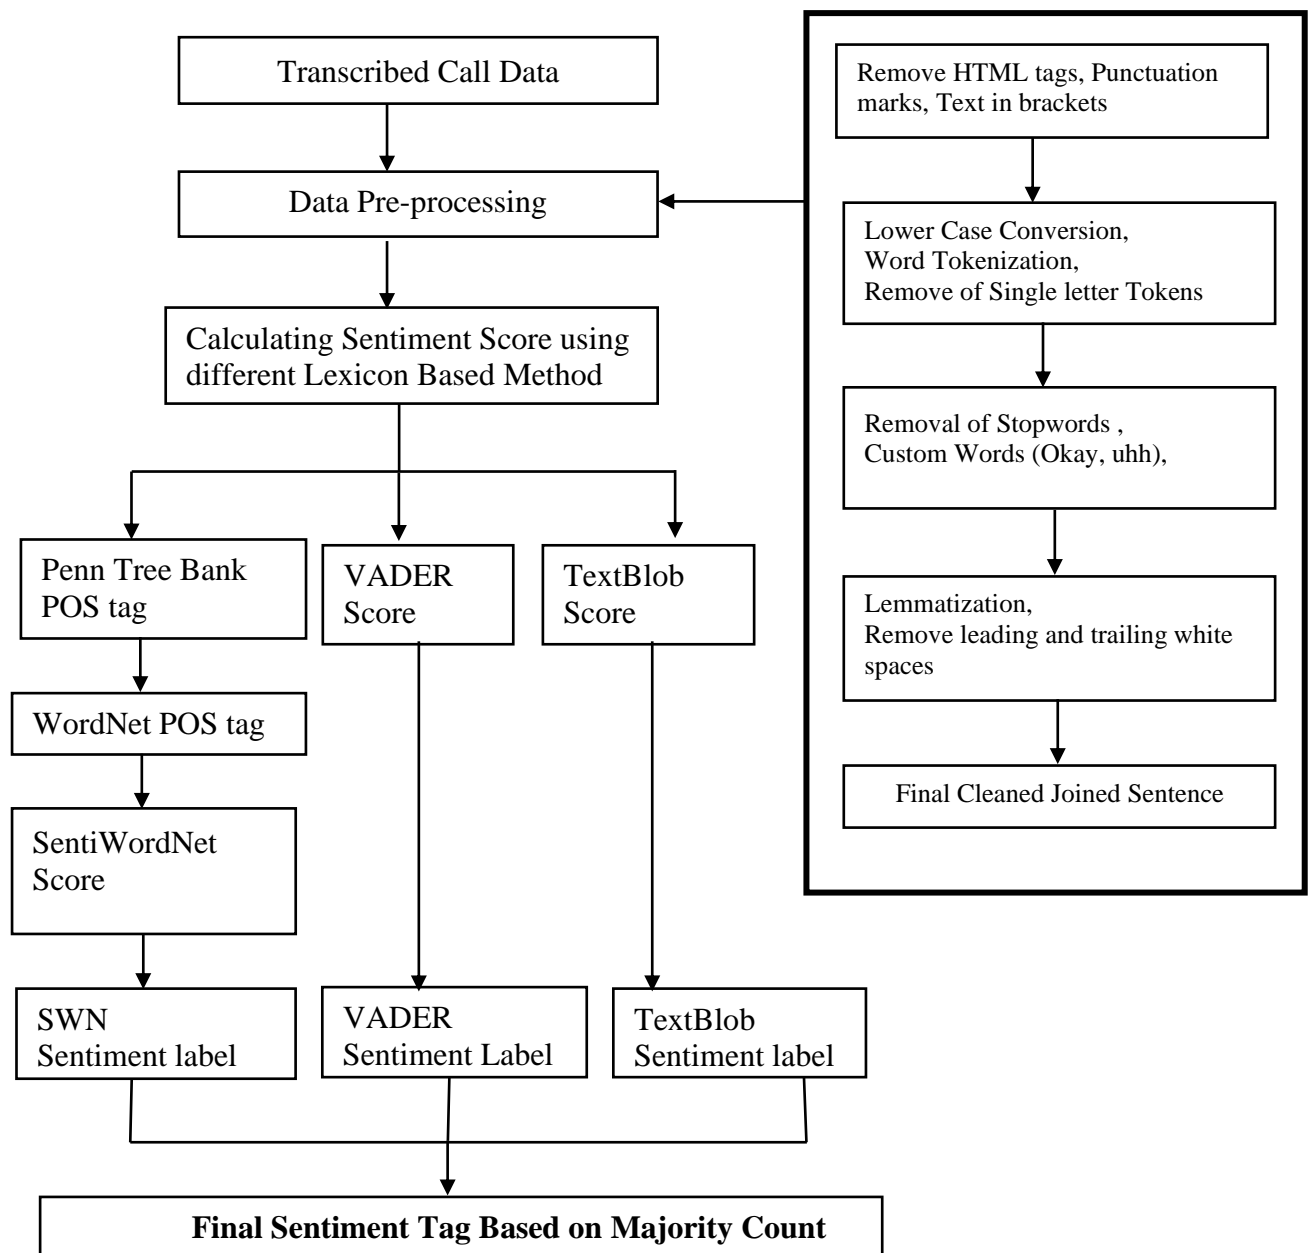 Transcribed Call Data
Data Pre-processing
Calculating Sentiment Score using
different Lexicon Based Method
Penn Tree Bank
POS tag
VADER
Score
TextBlob
Score
WordNet POS tag
SentiWordNet
Score
SWN
Sentiment label
VADER
Sentiment Label
TextBlob
Sentiment label
Final Sentiment Tag Based on Majority Count
Remove HTML tags, Punctuation
marks, Text in brackets
Lower Case Conversion,
Word Tokenization,
Remove of Single letter Tokens
Removal of Stopwords ,
Custom Words (Okay, uhh),
Lemmatization,
Remove leading and trailing white
spaces
Final Cleaned Joined Sentence